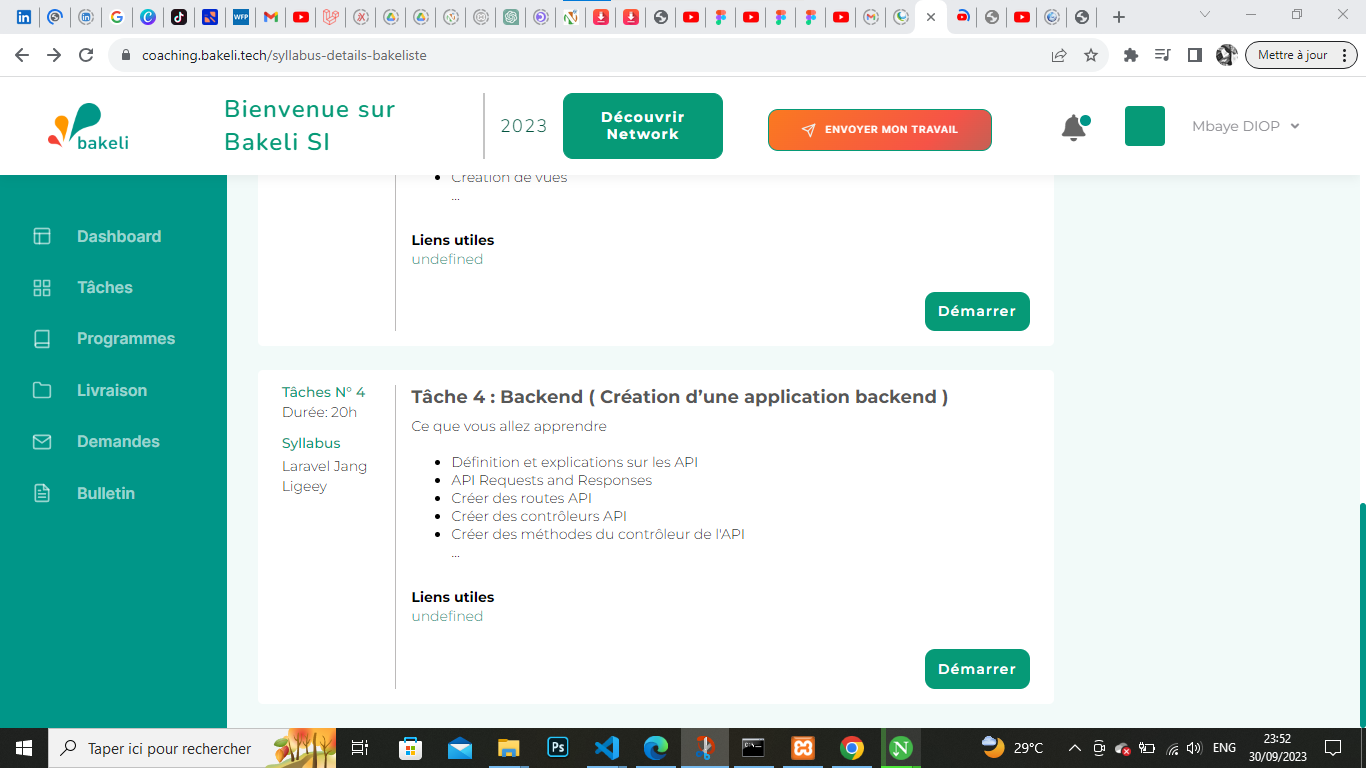 coaching.bakeli.tech/syllabus-details-bakeliste
Mettre à jour
bakeli
Bienvenue sur
Bakeli SI
2023
Découvrir
Network
ENVOYER MON TRAVAIL
Mbaye DIOP
Dashboard
Tâches
Programmes
Livraison
Demandes
Bulletin
Création de vues
...
Liens utiles
undefined
Démarrer
Tâches N° 4
Durée: 20h
Syllabus
Laravel Jang
Ligeey
Tâche 4 : Backend ( Création d’une application backend )
Ce que vous allez apprendre
Définition et explications sur les API
API Requests and Responses
Créer des routes API
Créer des contrôleurs API
Créer des méthodes du contrôleur de l'API
...
Liens utiles
undefined
Démarrer
Taper ici pour rechercher
29°C
ENG
23:52
30/09/2023